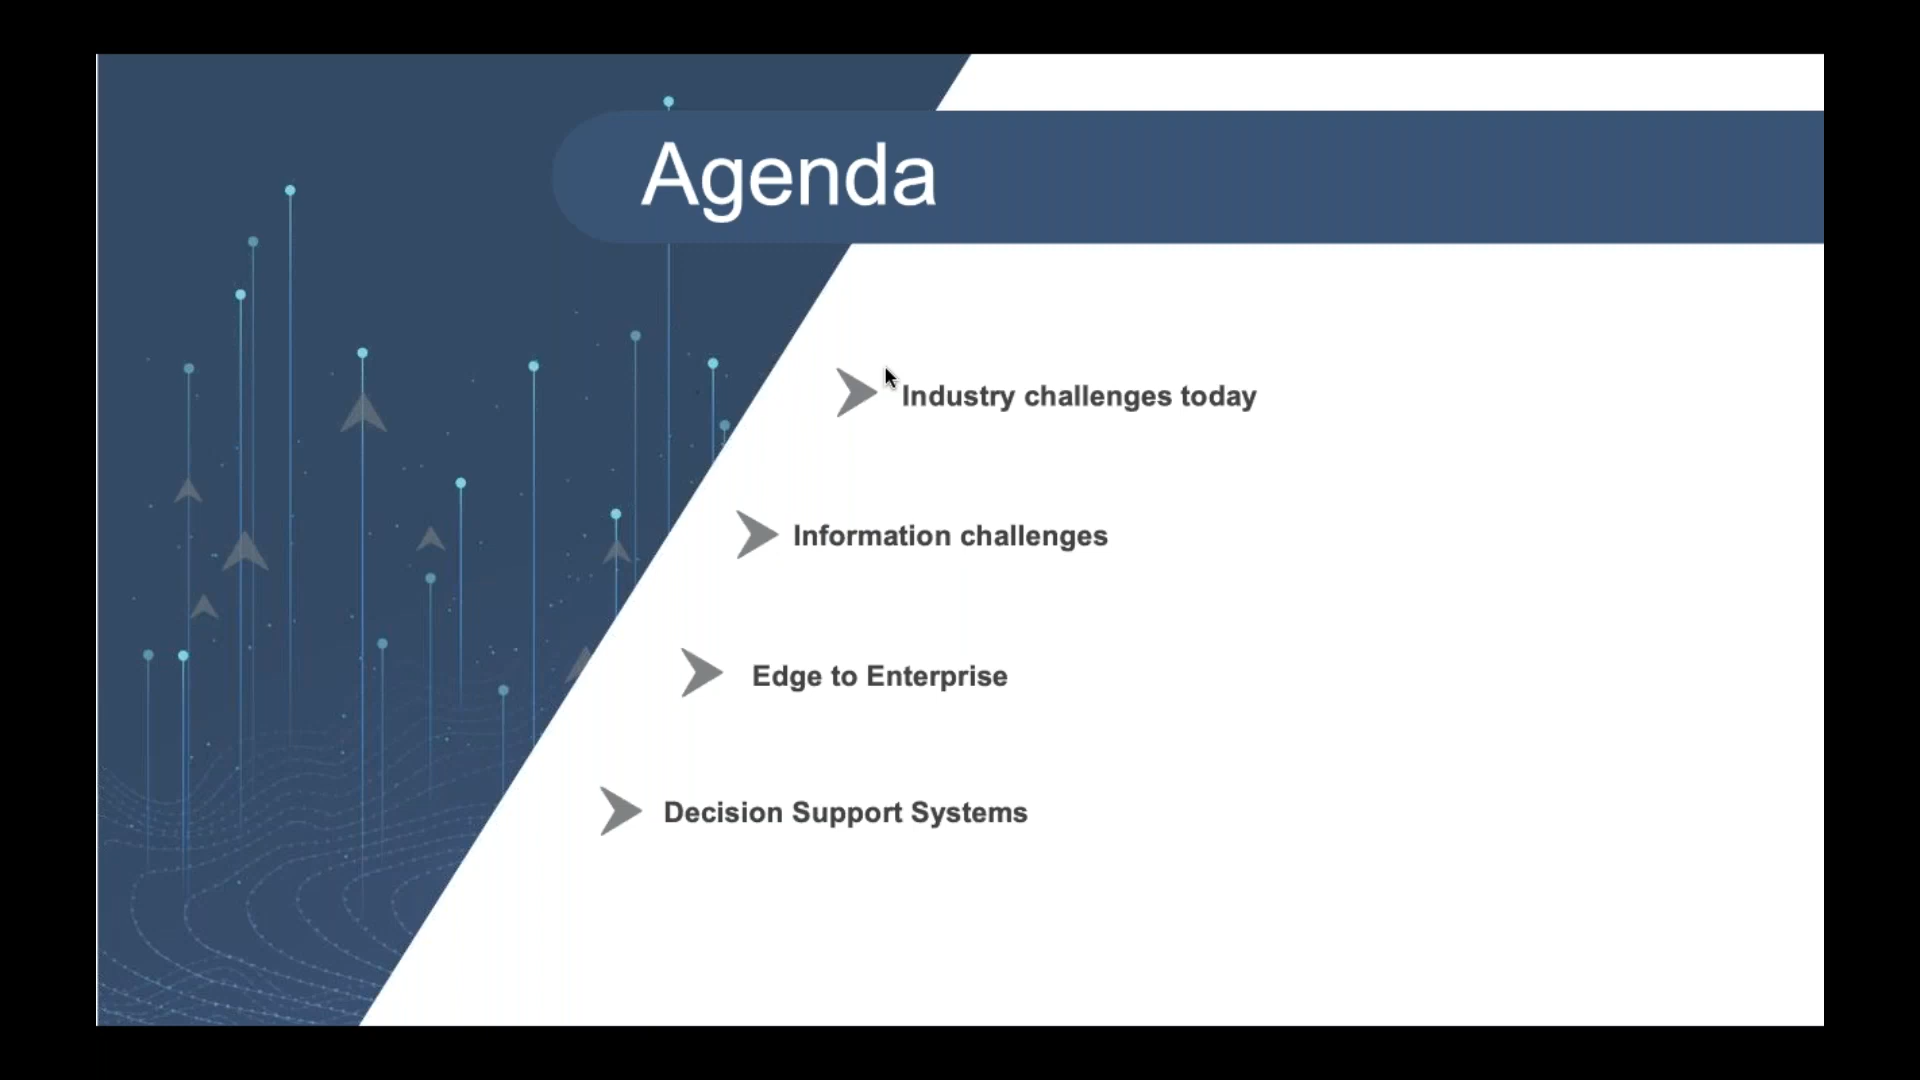 Agenda
Industry challenges today
Information challenges
Edge to Enterprise
Decision Support Systems